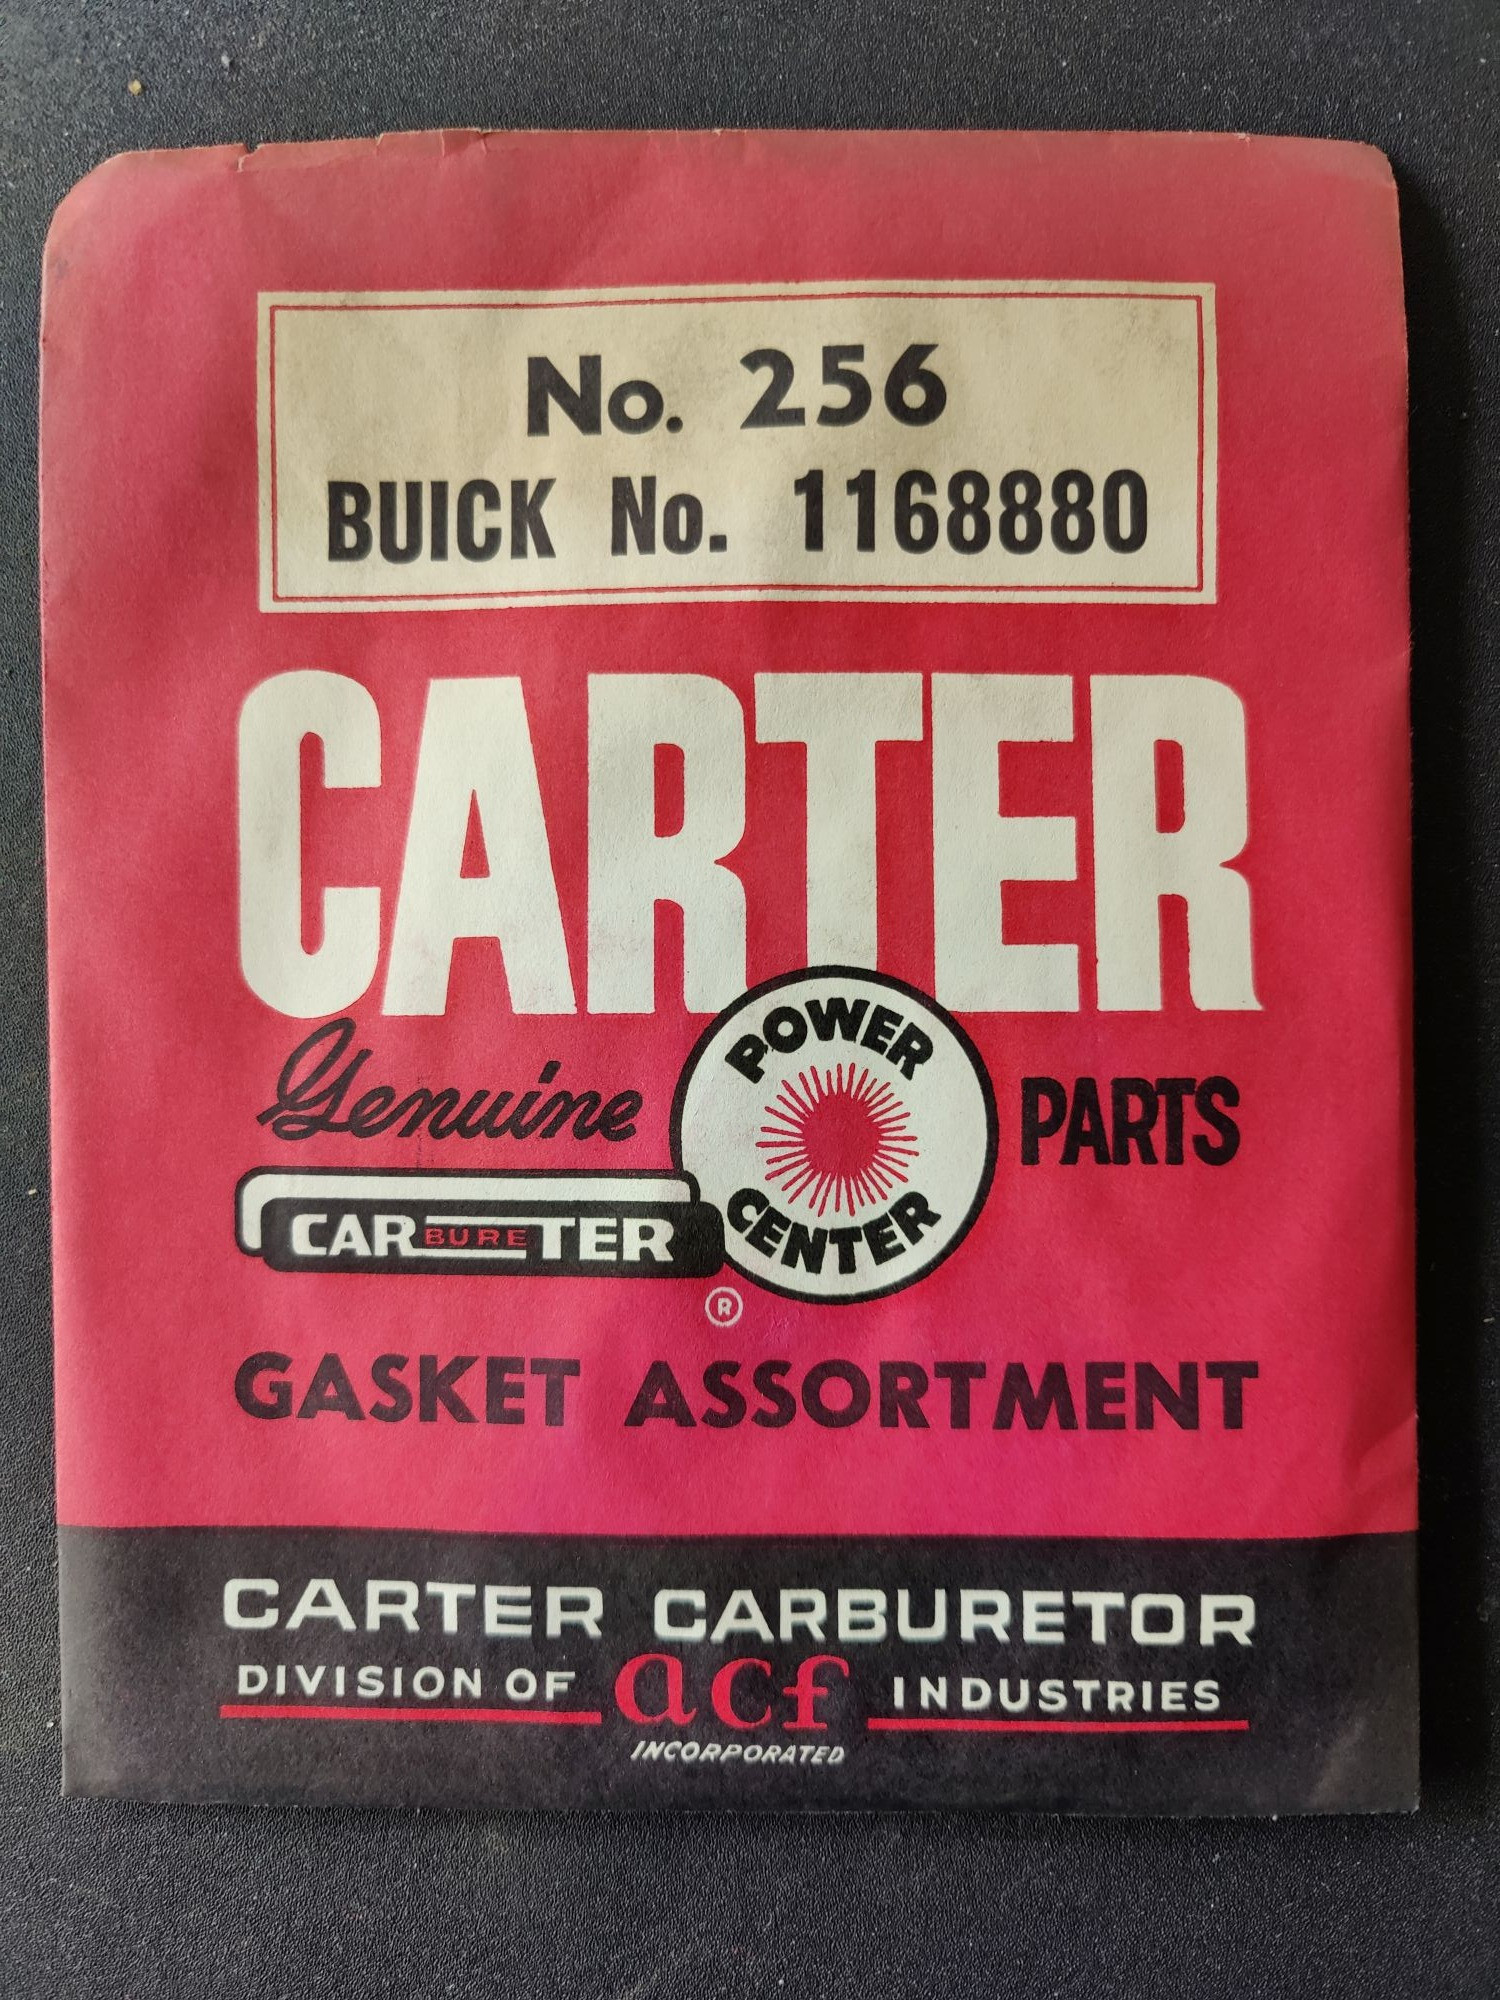 No. 256
BUICK No. 1168880
CARTER
Genuine
POWER
CENTER
PARTS
CARBURETER
®
GASKET ASSORTMENT
CARTER CARBURETOR
DIVISION OF acf INDUSTRIES
INCORPORATED